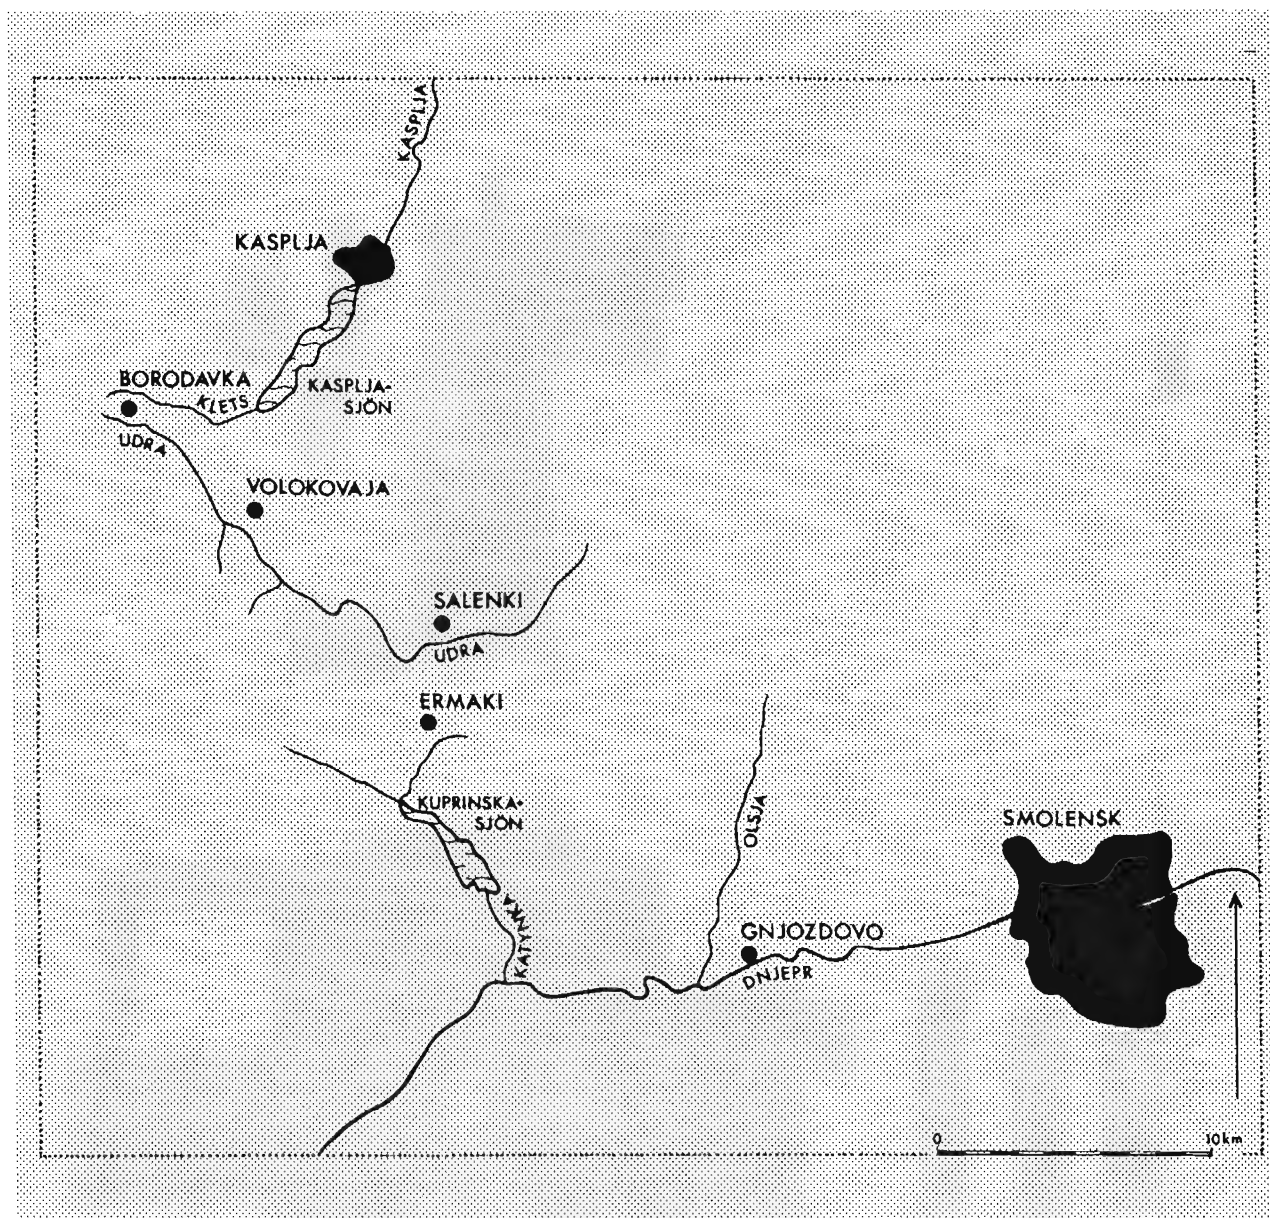 KASPLJA
KASPLJA
BORODAVKA
KLETS
KASPLJA-
SJÖN
UDRA
VOLOKOVAJA
SALENKI
UDRA
ERMAKI
KUPRINSKA-
SJÖN
OLSJA
SMOLENSK
KATYNKA
GNJOZDOVO
DNJEPR
0 10km